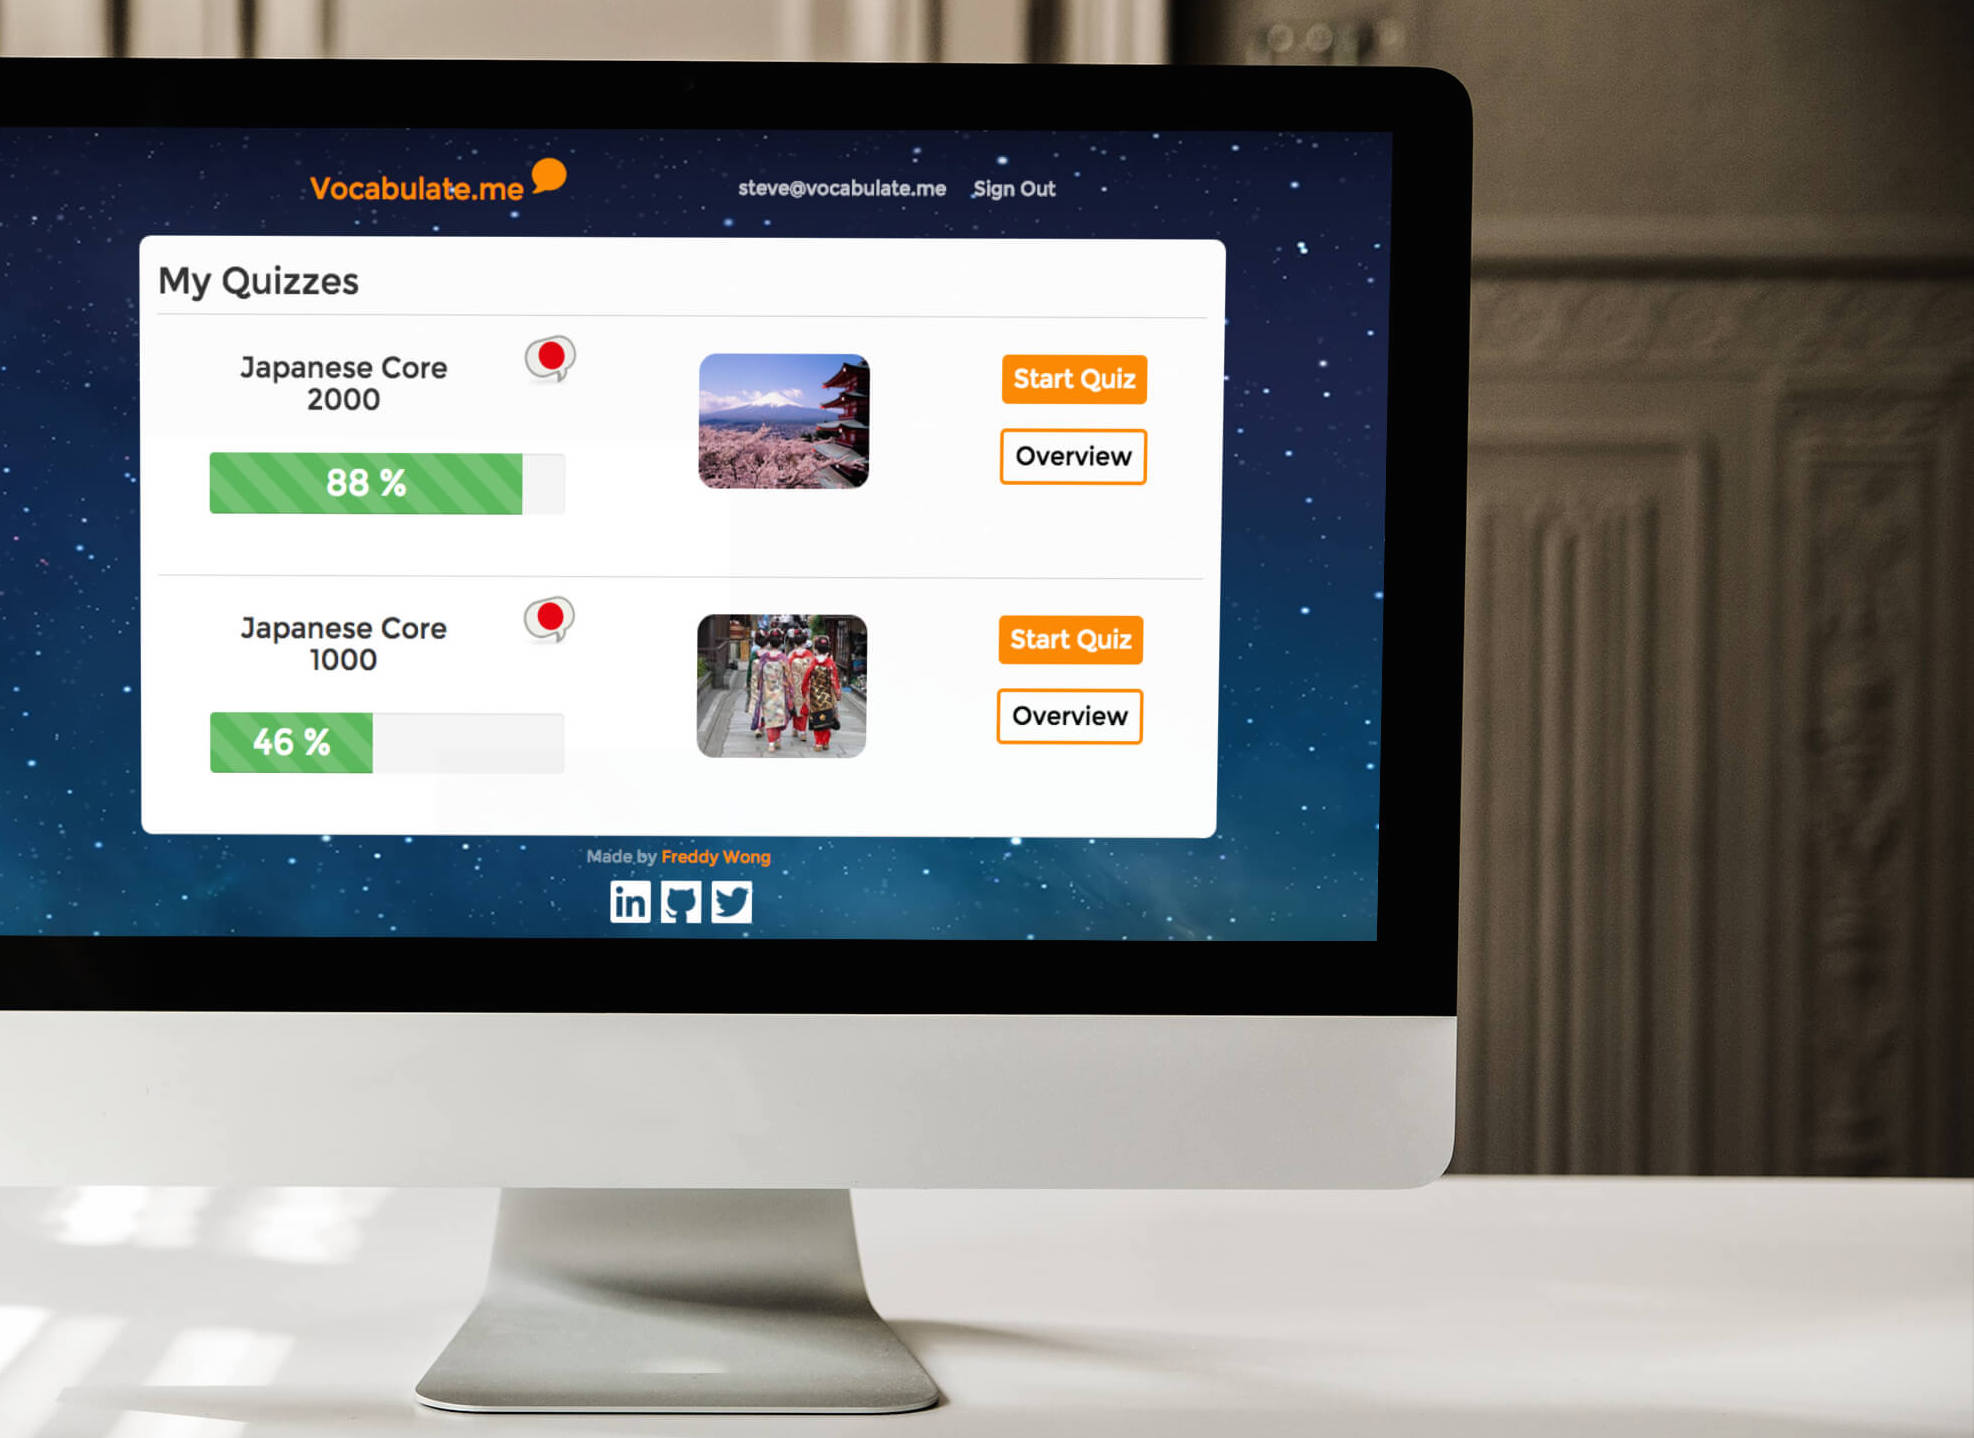 Vocabulate.me
steve@vocabulate.me Sign Out
My Quizzes
Japanese Core
2000
88 %
Start Quiz
Overview
Japanese Core
1000
46 %
Start Quiz
Overview
Made by Freddy Wong
in